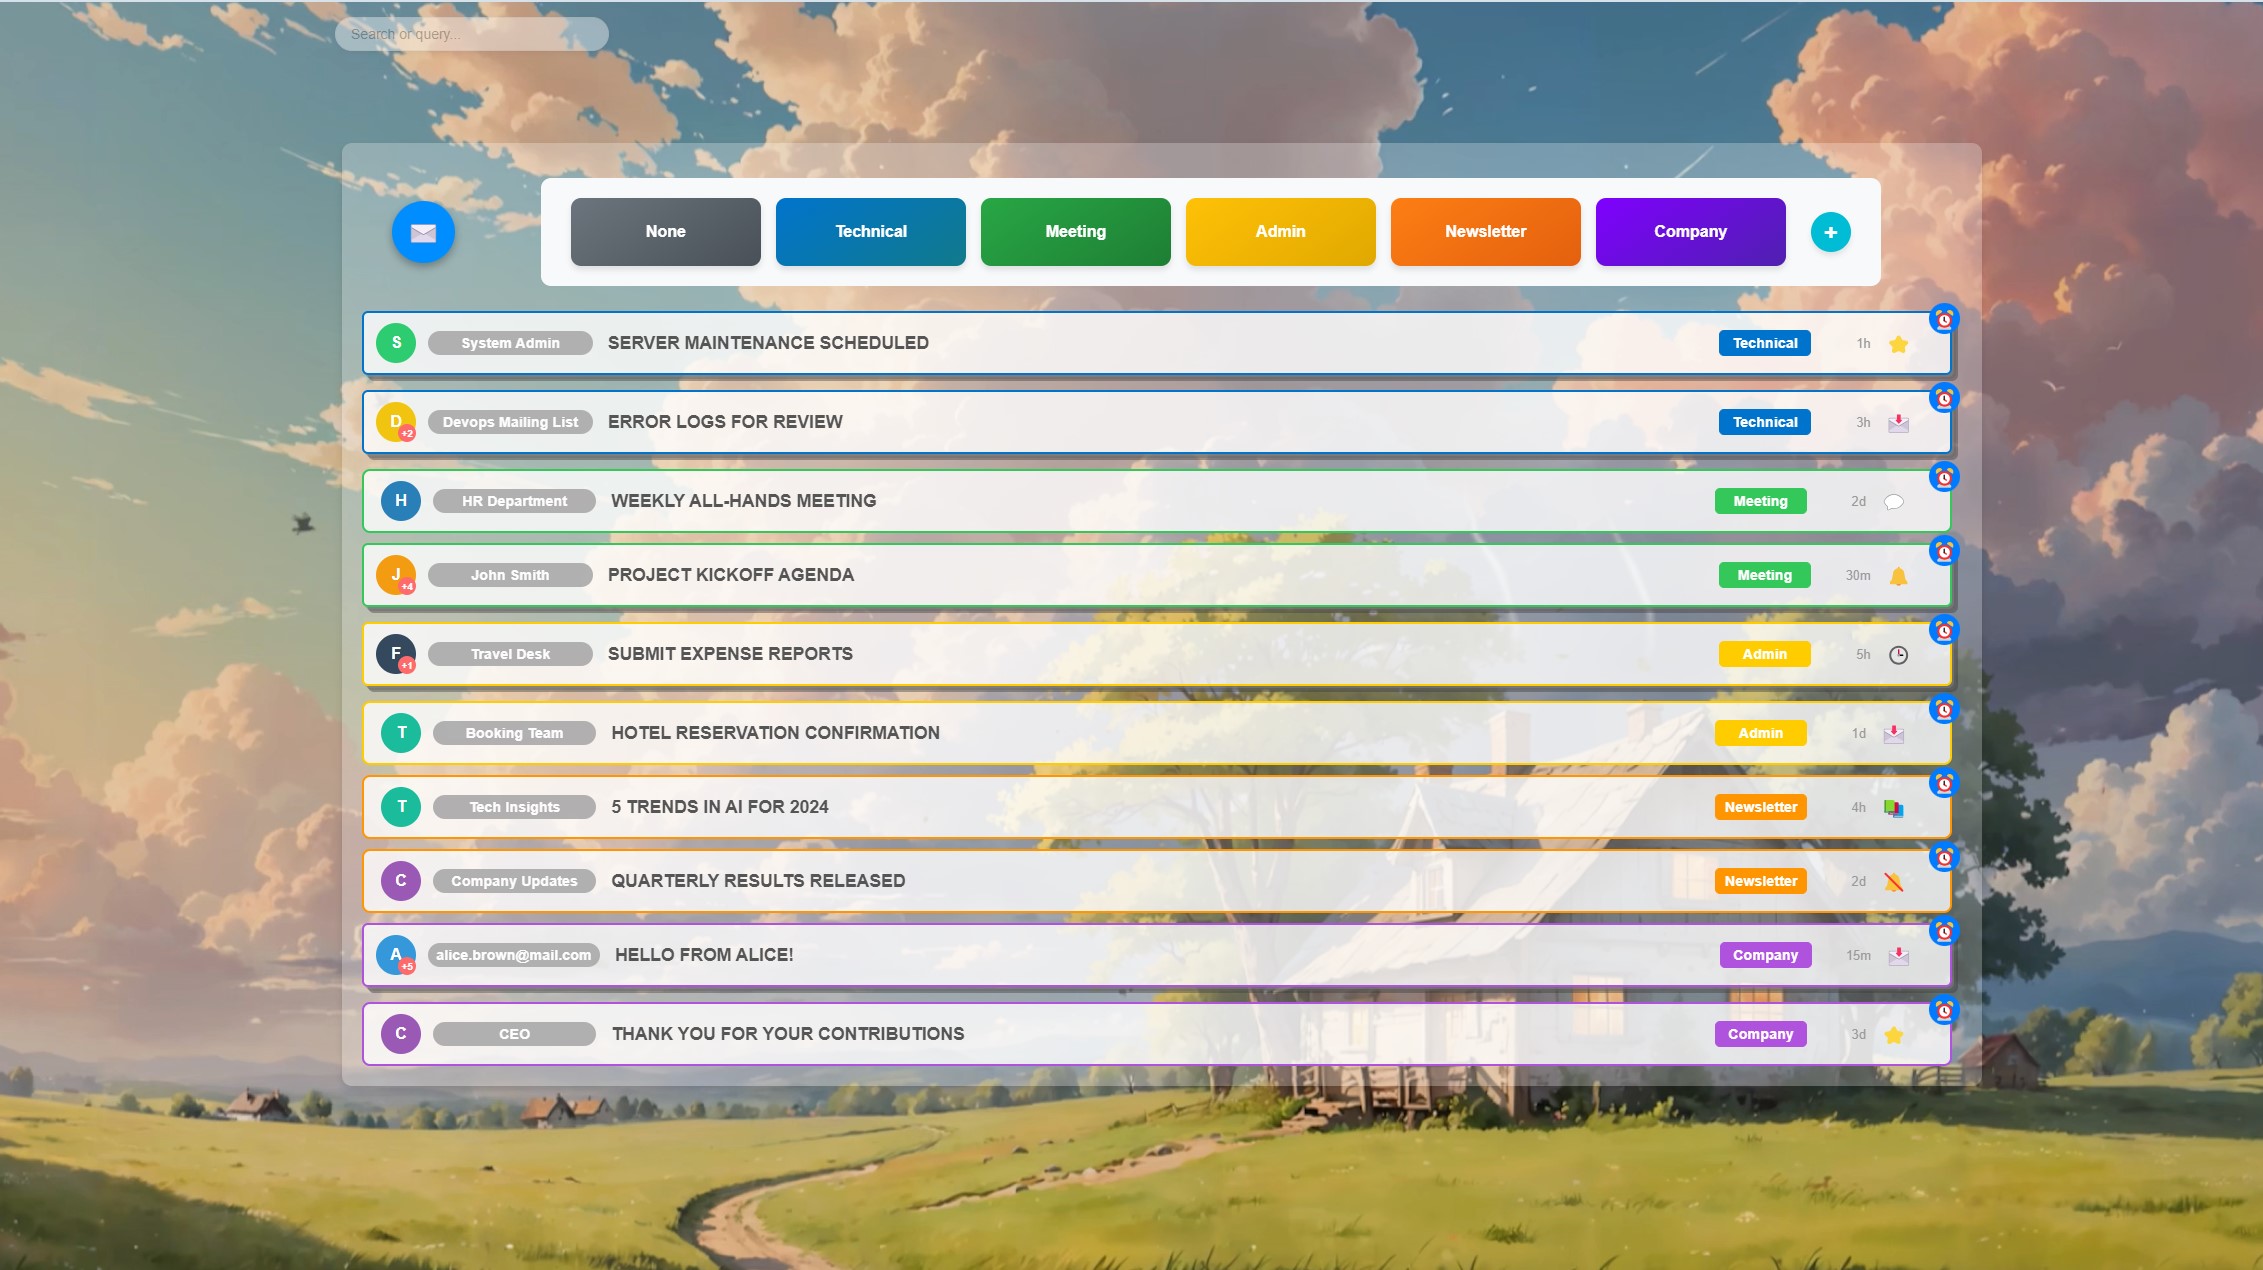 Search or query...
None Technical Meeting Admin Newsletter Company +
S System Admin SERVER MAINTENANCE SCHEDULED Technical 1h
D +2 Devops Mailing List ERROR LOGS FOR REVIEW Technical 3h
H HR Department WEEKLY ALL-HANDS MEETING Meeting 2d
J +4 John Smith PROJECT KICKOFF AGENDA Meeting 30m
F +1 Travel Desk SUBMIT EXPENSE REPORTS Admin 5h
T Booking Team HOTEL RESERVATION CONFIRMATION Admin 1d
T Tech Insights 5 TRENDS IN AI FOR 2024 Newsletter 4h
C Company Updates QUARTERLY RESULTS RELEASED Newsletter 2d
A +5 alice.brown@mail.com HELLO FROM ALICE! Company 15m
C CEO THANK YOU FOR YOUR CONTRIBUTIONS Company 3d